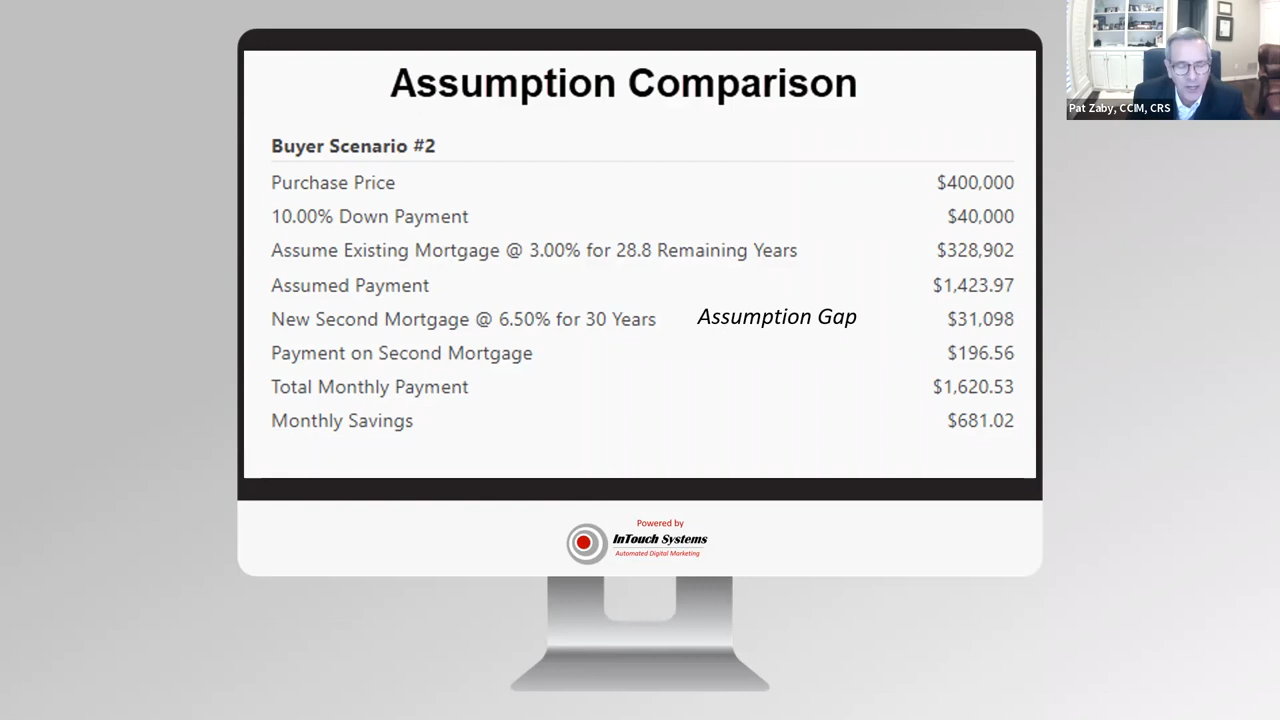 Assumption Comparison
Pat Zaby, CCIM, CRS
Buyer Scenario #2
Purchase Price $400,000
10.00% Down Payment $40,000
Assume Existing Mortgage @ 3.00% for 28.8 Remaining Years $328,902
Assumed Payment $1,423.97
New Second Mortgage @ 6.50% for 30 Years Assumption Gap $31,098
Payment on Second Mortgage $196.56
Total Monthly Payment $1,620.53
Monthly Savings $681.02
Powered by
InTouch Systems
Automated Digital Marketing